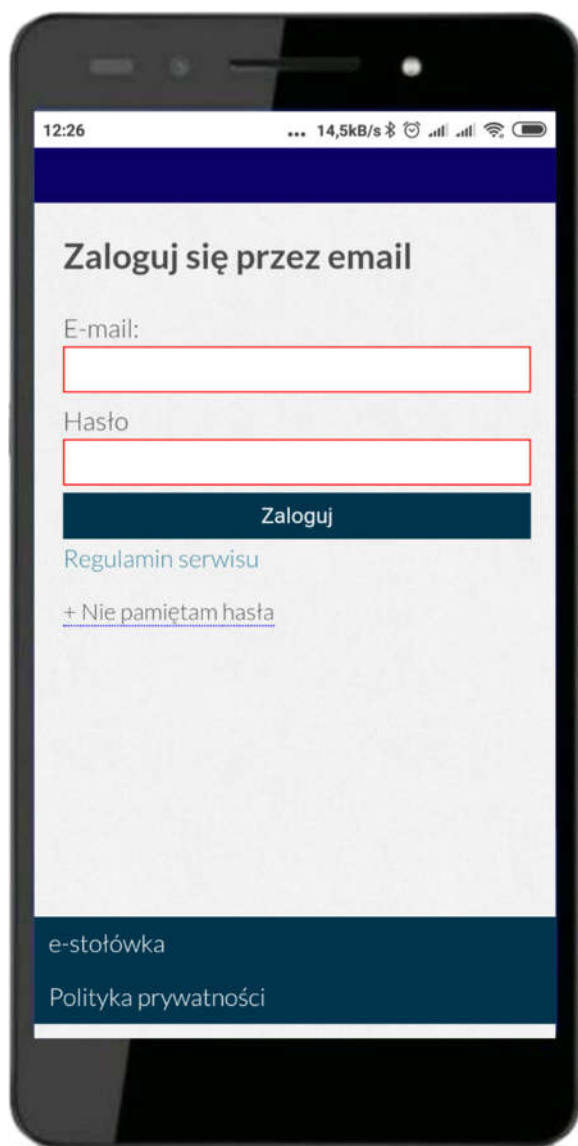 12:26 ... 14,5kB/s
Zaloguj się przez email
E-mail:
Hasło
Zaloguj
Regulamin serwisu
+ Nie pamiętam hasła
e-stołówka
Polityka prywatności